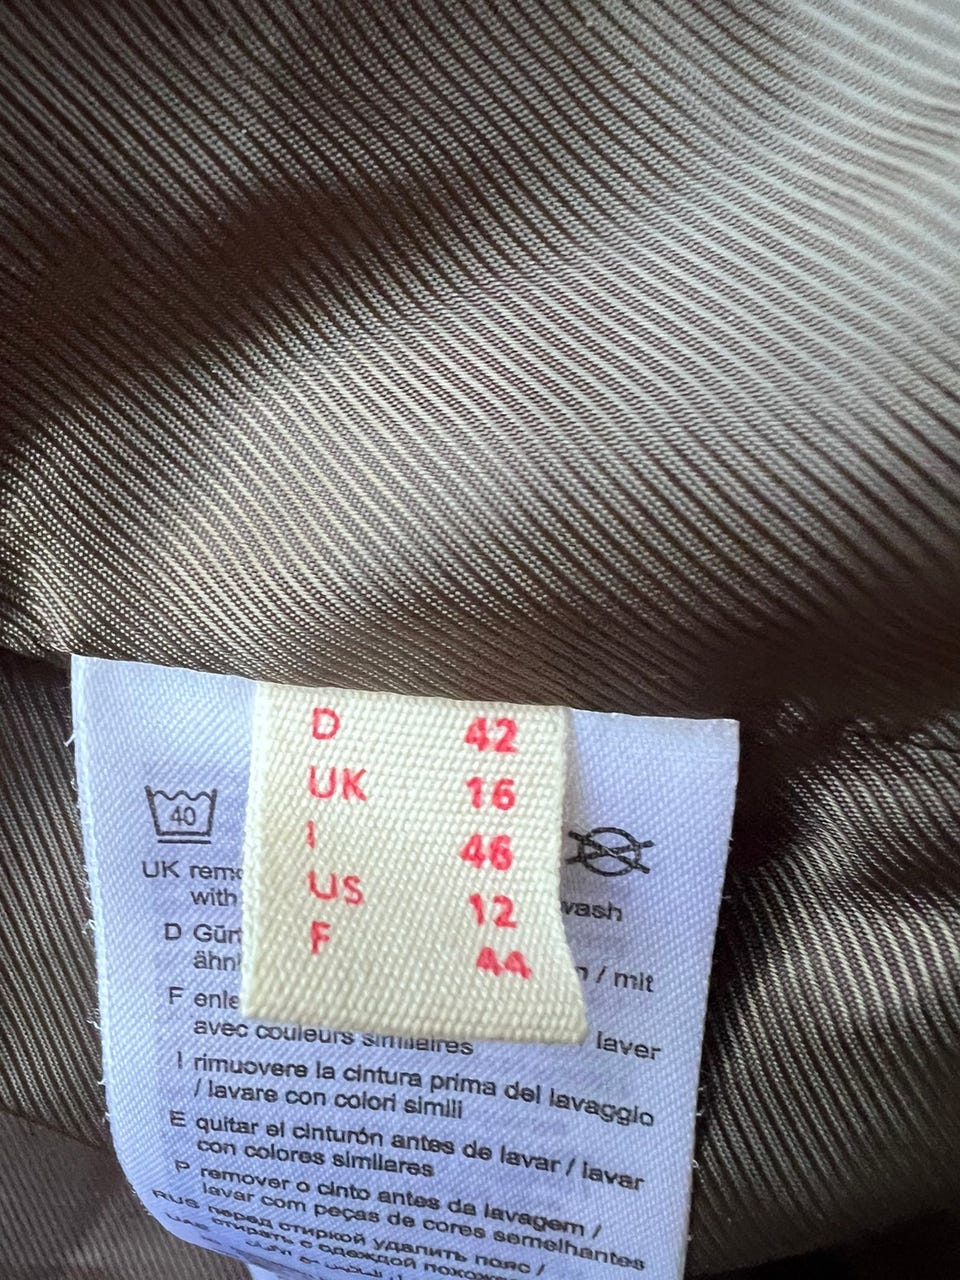 D 42
UK 16
I 46
US 12
F 44
40
UK
with wash
D
/ mit
F
laver
avec couleurs similaires
I rimuovere la cintura prima del lavaggio
/ lavare con colori simili
E quitar el cinturón antes de lavar / lavar
con colores similares
P remover o cinto antes da lavagem /
lavar com peças de cores semelhantes
RUS перед стиркой удалить пояс /
стирать с одеждой